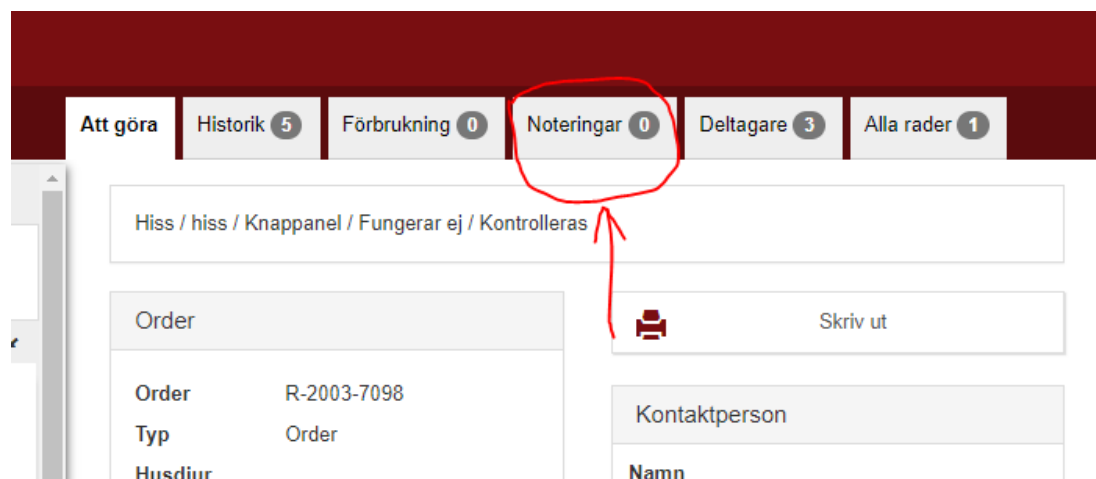 Att göra Historik 5 Förbrukning 0 Noteringar 0 Deltagare 3 Alla rader 1
Hiss / hiss / Knappanel / Fungerar ej / Kontrolleras
Order
Skriv ut
Order R-2003-7098
Typ Order
Husdjur
Kontaktperson
Namn